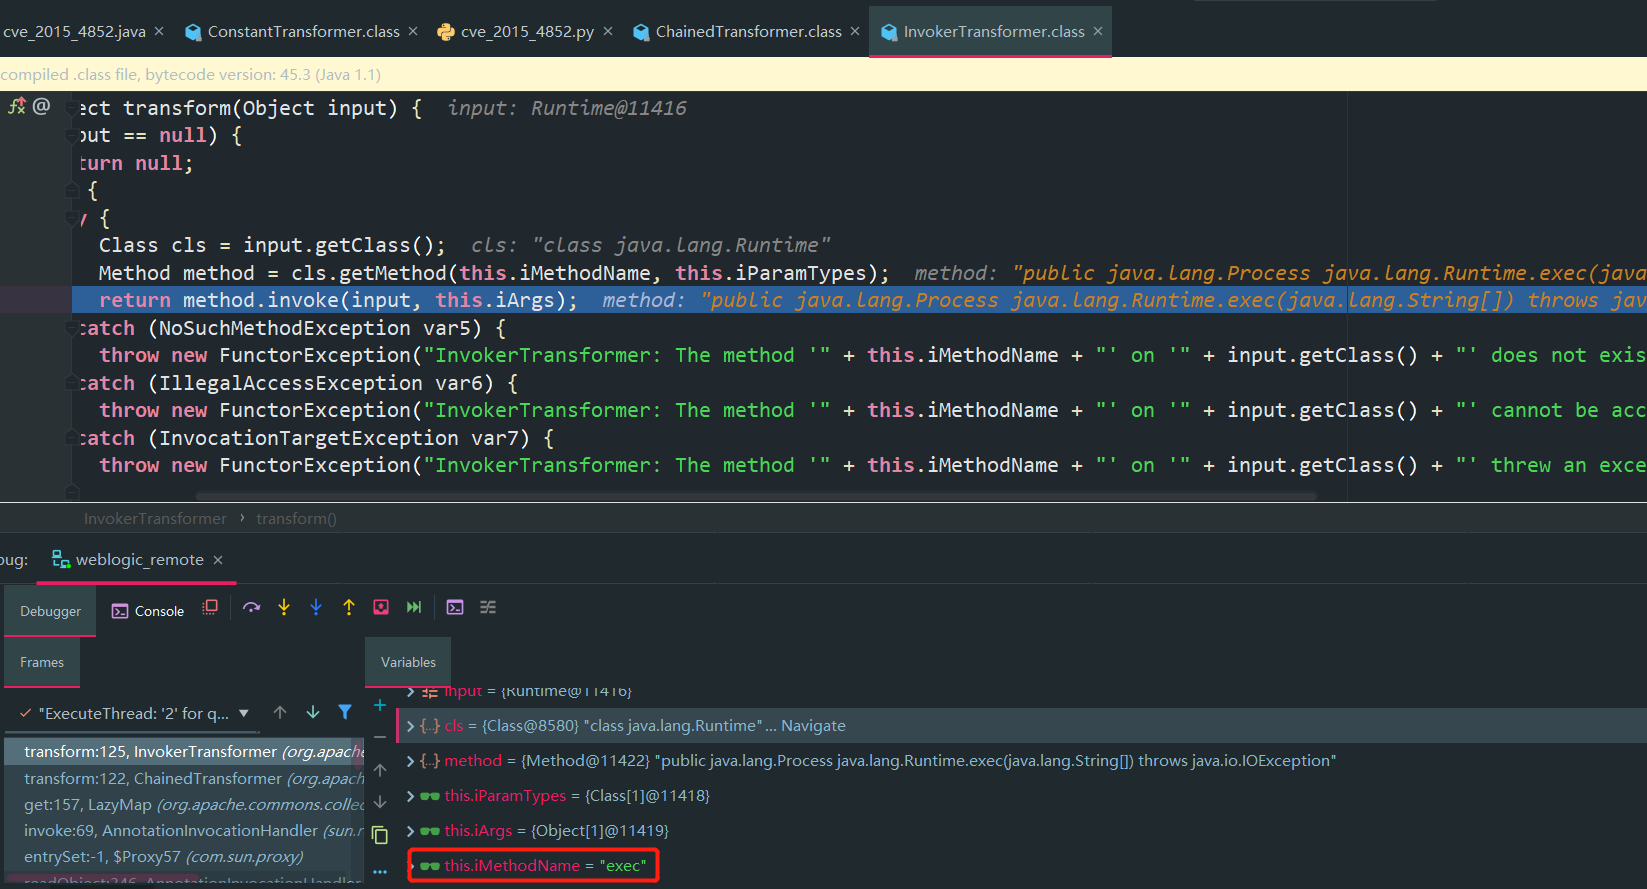 cve_2015_4852.java × ConstantTransformer.class × cve_2015_4852.py × ChainedTransformer.class × InvokerTransformer.class ×
compiled .class file, bytecode version: 45.3 (Java 1.1)
ect transform(Object input) { input: Runtime@11416
put == null) {
turn null;
{
y {
Class cls = input.getClass(); cls: "class java.lang.Runtime"
Method method = cls.getMethod(this.iMethodName, this.iParamTypes); method: "public java.lang.Process java.lang.Runtime.exec(java
return method.invoke(input, this.iArgs); method: "public java.lang.Process java.lang.Runtime.exec(java.lang.String[]) throws jav
catch (NoSuchMethodException var5) {
throw new FunctorException("InvokerTransformer: The method '" + this.iMethodName + "' on '" + input.getClass() + "' does not exis
catch (IllegalAccessException var6) {
throw new FunctorException("InvokerTransformer: The method '" + this.iMethodName + "' on '" + input.getClass() + "' cannot be acc
catch (InvocationTargetException var7) {
throw new FunctorException("InvokerTransformer: The method '" + this.iMethodName + "' on '" + input.getClass() + "' threw an exce
InvokerTransformer › transform()
bug: weblogic_remote ×
Debugger Console
Frames Variables
"ExecuteThread: '2' for q...
transform:125, InvokerTransformer (org.apache
transform:122, ChainedTransformer (org.apach
get:157, LazyMap (org.apache.commons.collec
invoke:69, AnnotationInvocationHandler (sun.r
entrySet:-1, $Proxy57 (com.sun.proxy)
readObject:346, AnnotationInvocationHandler
input = {Runtime@11416}
cls = {Class@8580} "class java.lang.Runtime" ... Navigate
method = {Method@11422} "public java.lang.Process java.lang.Runtime.exec(java.lang.String[]) throws java.io.IOException"
this.iParamTypes = {Class[1]@11418}
this.iArgs = {Object[1]@11419}
this.iMethodName = "exec"